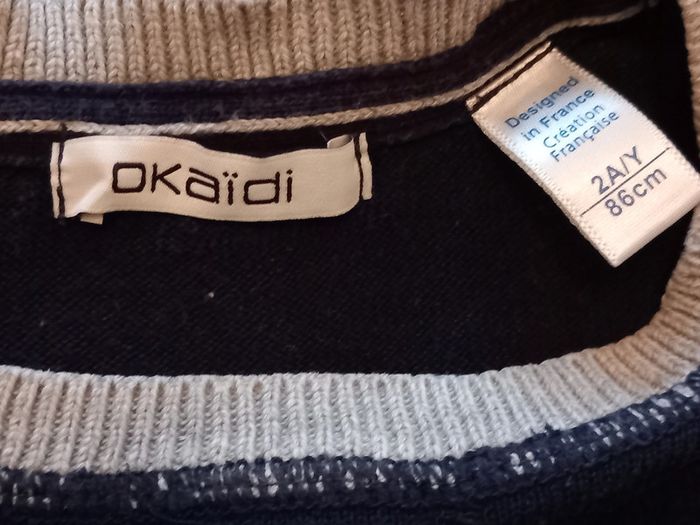 OKaïdi
Designed
in France
Création
Française
2A/Y
86cm